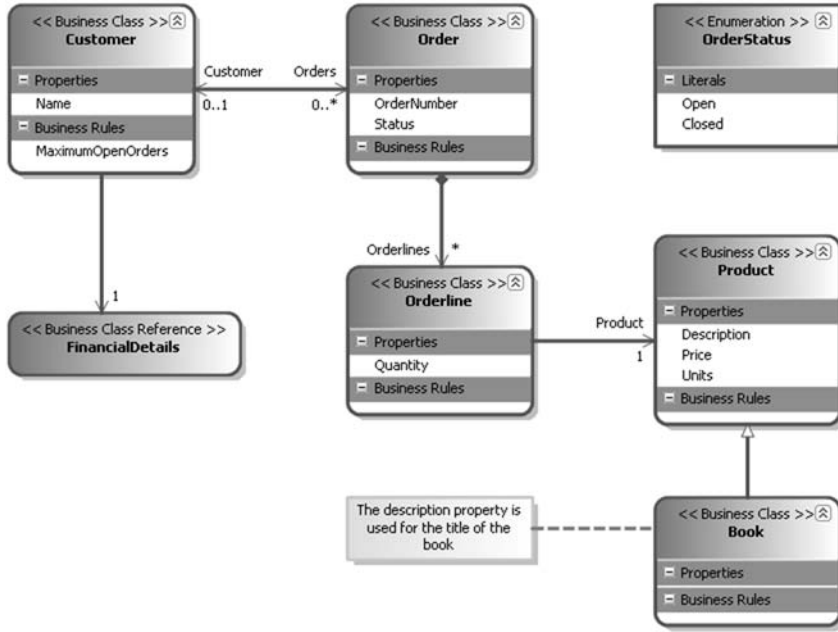 << Business Class >>
Customer
Properties
Name
Business Rules
MaximumOpenOrders
Customer
Orders
0..1
0..*
<< Business Class >>
Order
Properties
OrderNumber
Status
Business Rules
<< Enumeration >>
OrderStatus
Literals
Open
Closed
1
<< Business Class Reference >>
FinancialDetails
Orderlines
*
<< Business Class >>
Orderline
Properties
Quantity
Business Rules
Product
1
<< Business Class >>
Product
Properties
Description
Price
Units
Business Rules
The description property is
used for the title of the
book
<< Business Class >>
Book
Properties
Business Rules